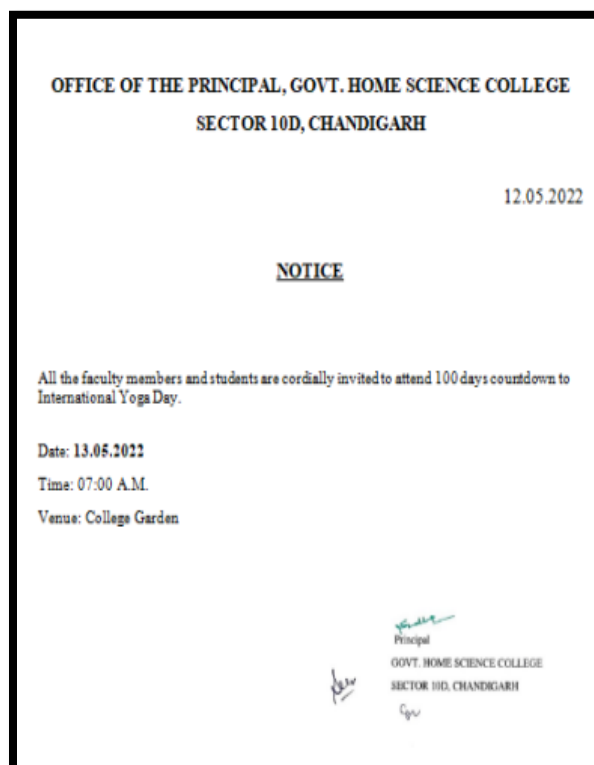 OFFICE OF THE PRINCIPAL, GOVT. HOME SCIENCE COLLEGE
SECTOR 10D, CHANDIGARH
12.05.2022
NOTICE
All the faculty members and students are cordially invited to attend 100 days countdown to
International Yoga Day.
Date: 13.05.2022
Time: 07:00 A.M.
Venue: College Garden
Principal
GOVT. HOME SCIENCE COLLEGE
SECTOR 10D, CHANDIGARH